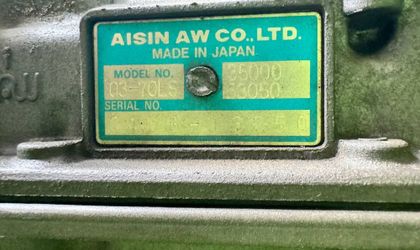 AISIN AW CO., LTD.
MADE IN JAPAN
MODEL NO. 35000
03-70LS 33050
SERIAL NO.